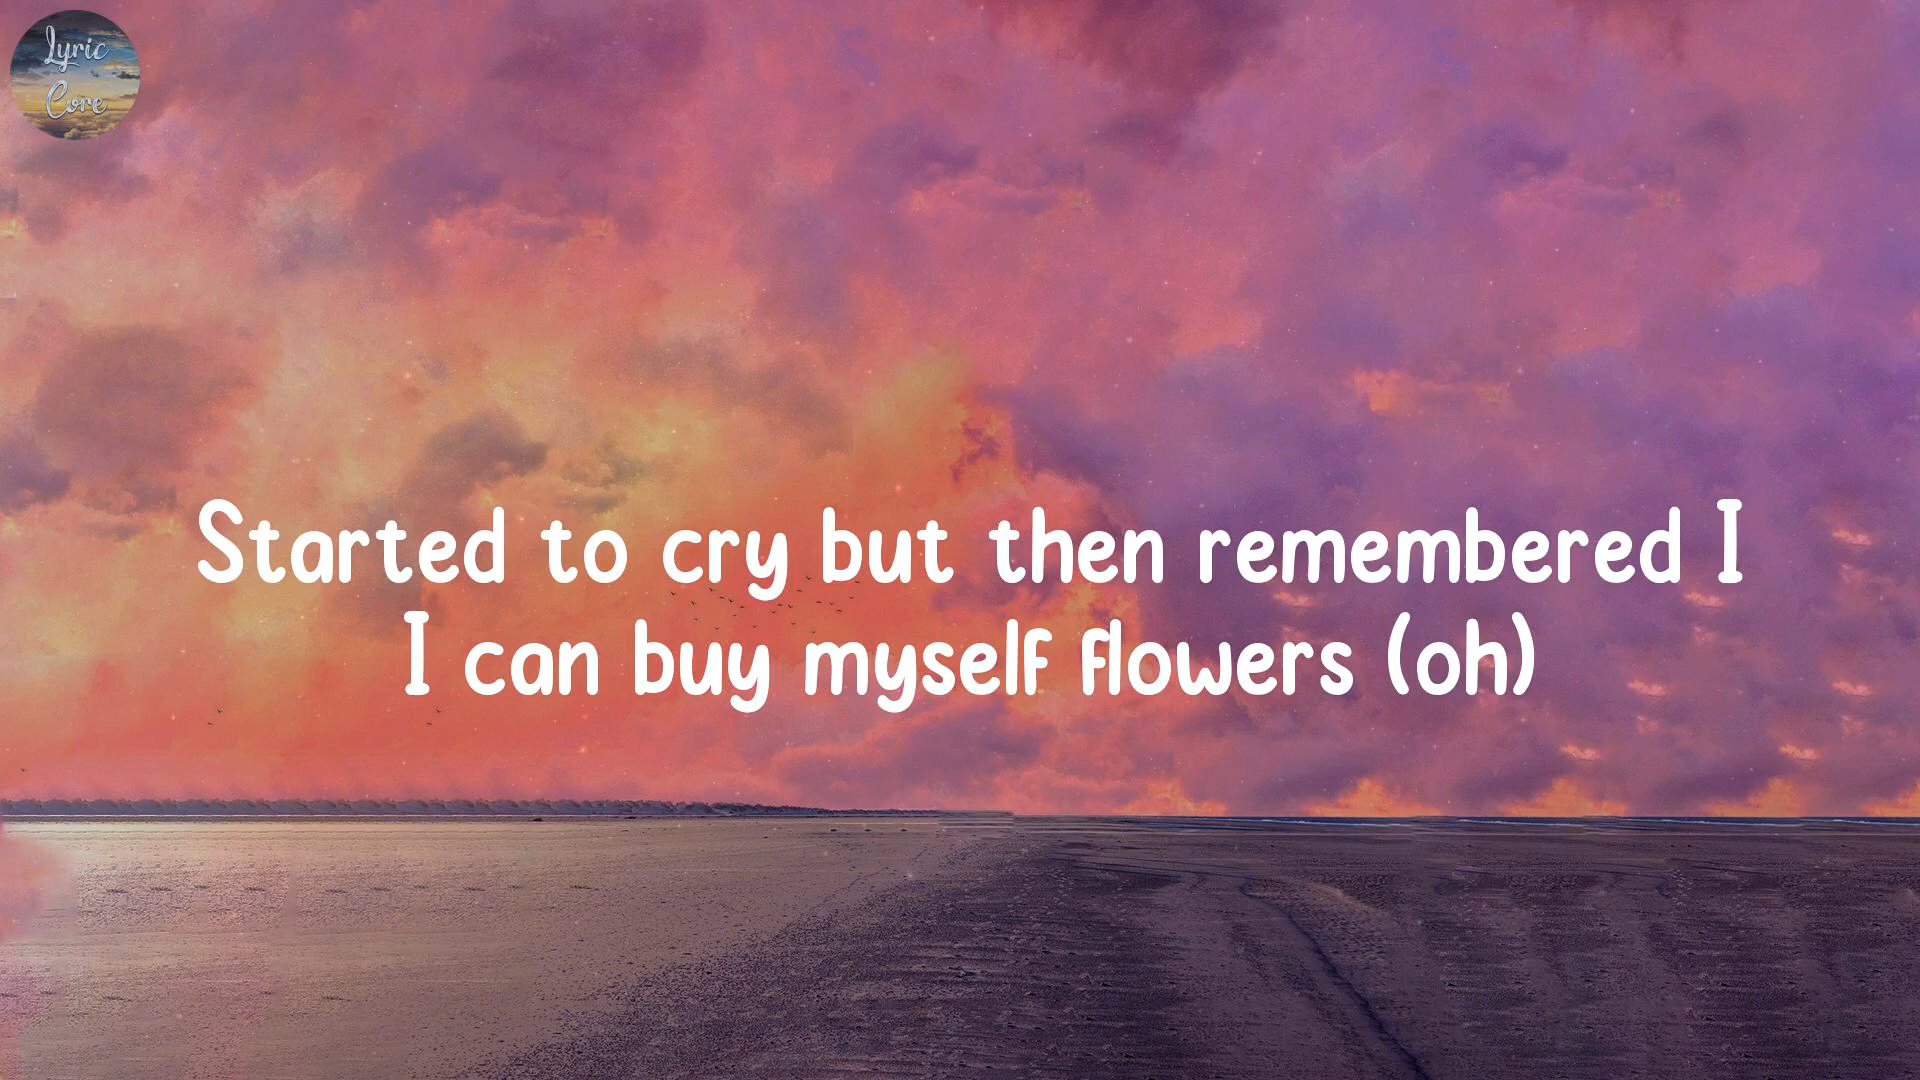 Lyric
Core
Started to cry but then remembered I
I can buy myself flowers (oh)